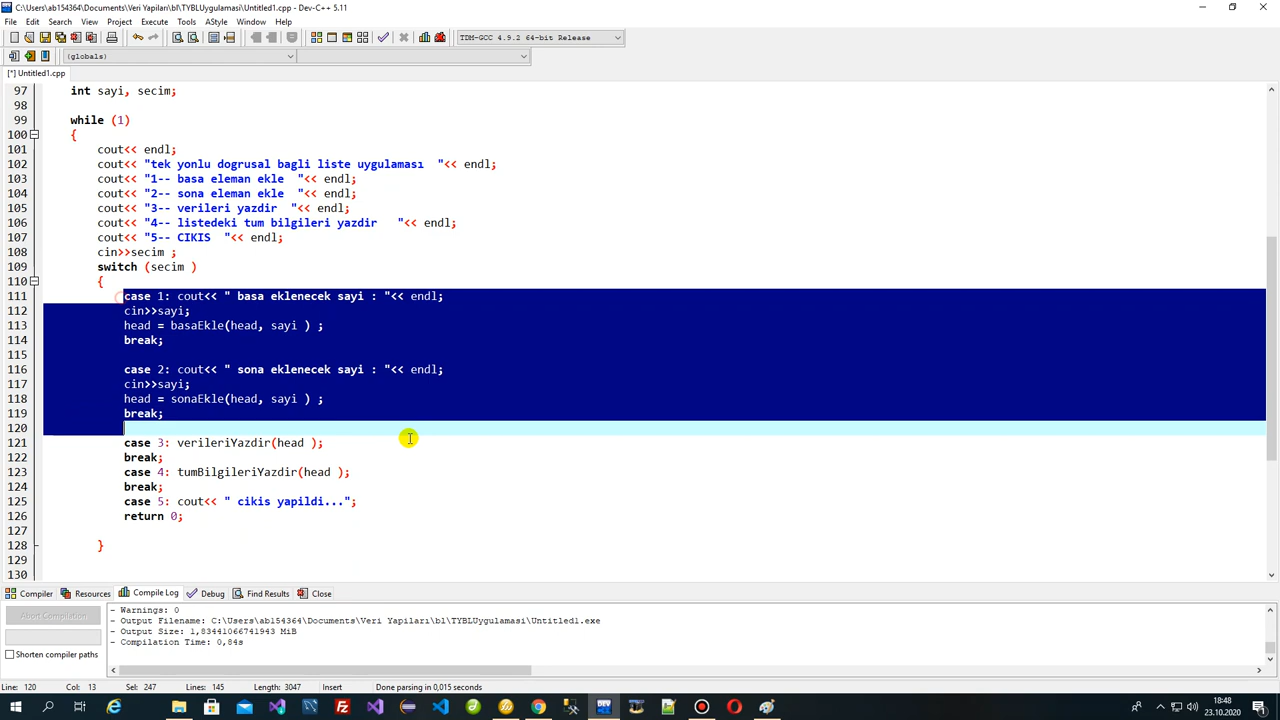 C:\Users\ab154364\Documents\Veri Yapilan\bl\TYBLUygulamasi\Untitled1.cpp - Dev-C++ 5.11
File Edit Search View Project Execute Tools AStyle Window Help
TDM-GCC 4.9.2 64-bit Release
(globals)
[*] Untitled1.cpp
97 int sayi, secim;
98
99 while (1)
100 {
101 cout<< endl;
102 cout<< "tek yonlu dogrusal bagli liste uygulaması "<< endl;
103 cout<< "1-- basa eleman ekle "<< endl;
104 cout<< "2-- sona eleman ekle "<< endl;
105 cout<< "3-- verileri yazdir "<< endl;
106 cout<< "4-- listedeki tum bilgileri yazdir "<< endl;
107 cout<< "5-- CIKIS "<< endl;
108 cin>>secim ;
109 switch (secim )
110 {
111 case 1: cout<< " basa eklenecek sayi : "<< endl;
112 cin>>sayi;
113 head = basaEkle(head, sayi ) ;
114 break;
115
116 case 2: cout<< " sona eklenecek sayi : "<< endl;
117 cin>>sayi;
118 head = sonaEkle(head, sayi ) ;
119 break;
120
121 case 3: verileriYazdir(head );
122 break;
123 case 4: tumBilgileriYazdir(head );
124 break;
125 case 5: cout<< " cikis yapildi...";
126 return 0;
127
128 }
129
130
Compiler Resources Compile Log Debug Find Results Close
Abort Compilation
Shorten compiler paths
- Warnings: 0
- Output Filename: C:\Users\ab154364\Documents\Veri Yapilari\bl\TYBLUygulamasi\Untitled1.exe
- Output Size: 1,83441066741943 MiB
- Compilation Time: 0,84s
Line: 120 Col: 13 Sel: 247 Lines: 145 Length: 3047 Insert Done parsing in 0,015 seconds
18:48
23.10.2020